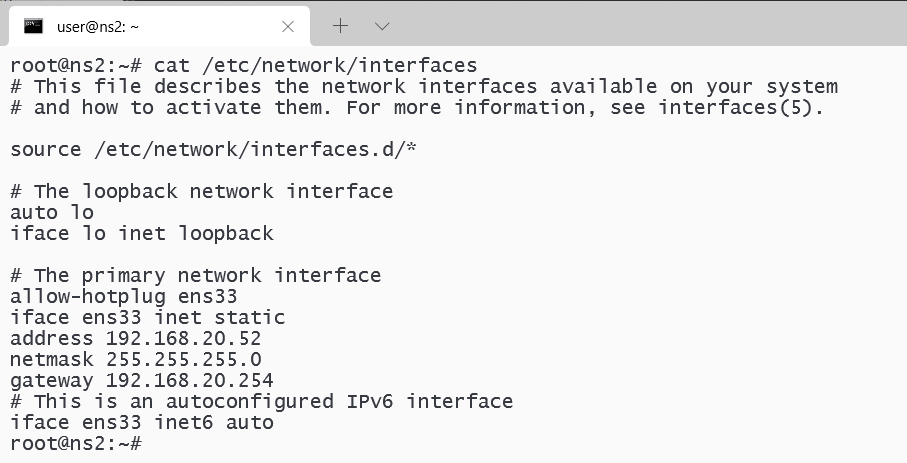 user@ns2: ~
root@ns2:~# cat /etc/network/interfaces
# This file describes the network interfaces available on your system
# and how to activate them. For more information, see interfaces(5).
source /etc/network/interfaces.d/*
# The loopback network interface
auto lo
iface lo inet loopback
# The primary network interface
allow-hotplug ens33
iface ens33 inet static
address 192.168.20.52
netmask 255.255.255.0
gateway 192.168.20.254
# This is an autoconfigured IPv6 interface
iface ens33 inet6 auto
root@ns2:~#